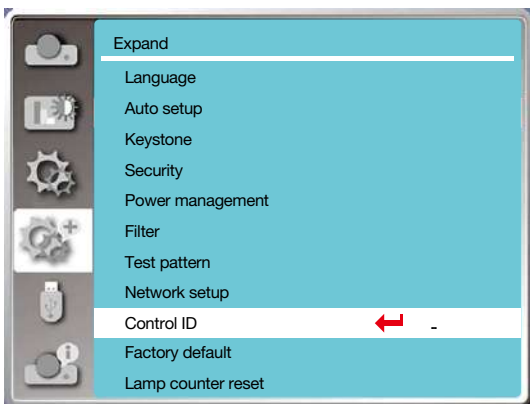 Expand
Language
Auto setup
Keystone
Security
Power management
Filter
Test pattern
Network setup
Control ID -
Factory default
Lamp counter reset